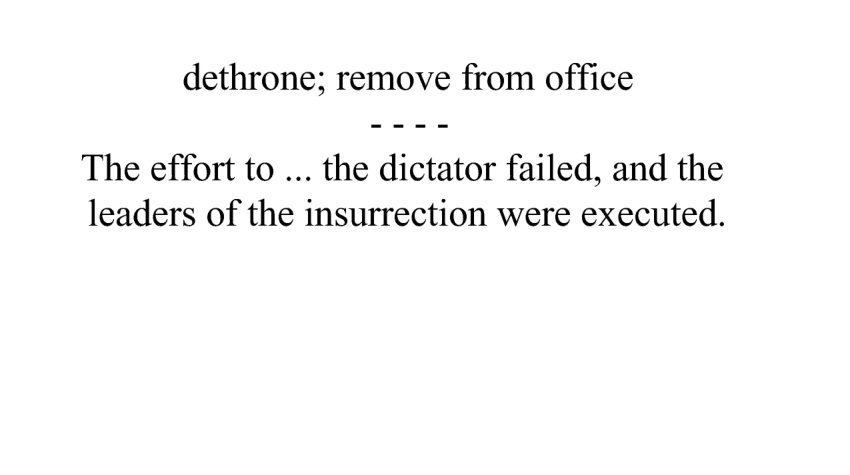 dethrone; remove from office
- - - -
The effort to ... the dictator failed, and the
leaders of the insurrection were executed.